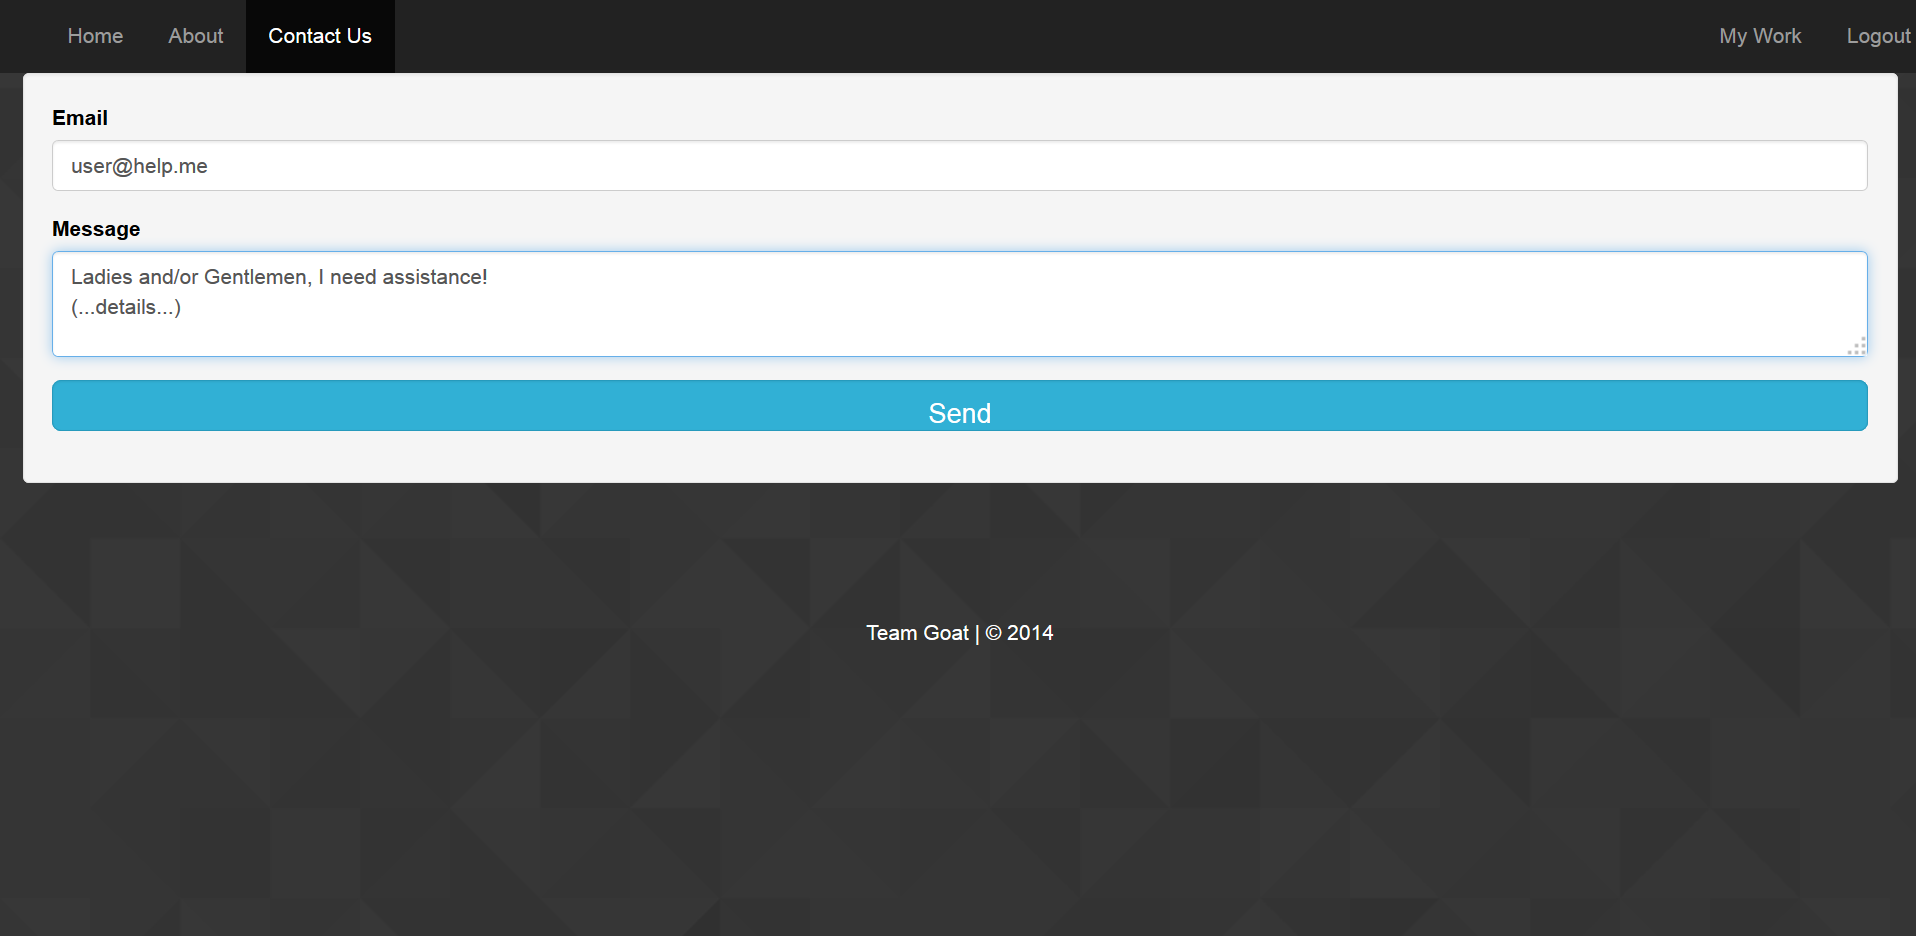 Home About Contact Us My Work Logout
Email
user@help.me
Message
Ladies and/or Gentlemen, I need assistance!
(...details...)
Send
Team Goat | © 2014